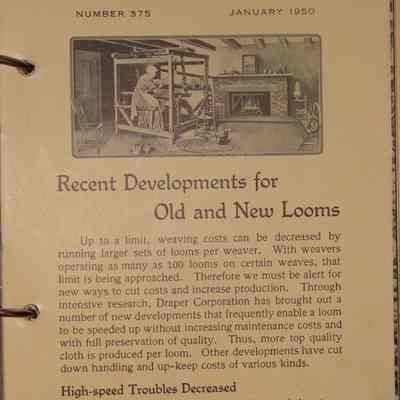 NUMBER 375 JANUARY 1950
Recent Developments for
Old and New Looms
Up to a limit, weaving costs can be decreased by
running larger sets of looms per weaver. With weavers
operating as many as 100 looms on certain weaves, that
limit is being approached. Therefore we must be alert for
new ways to cut costs and increase production. Through
intensive research, Draper Corporation has brought out a
number of new developments that frequently enable a loom
to be speeded up without increasing maintenance costs and
with full preservation of quality. Thus, more top quality
cloth is produced per loom. Other developments have cut
down handling and up-keep costs of various kinds.
High-speed Troubles Decreased